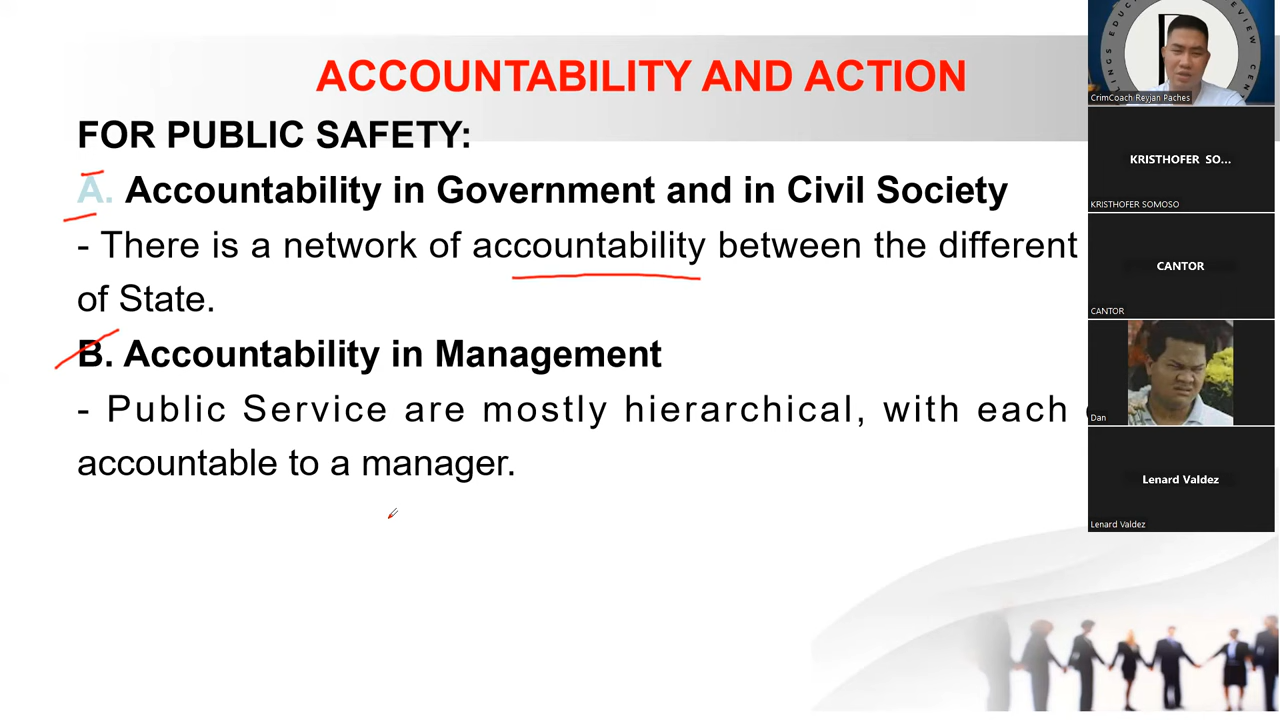 ACCOUNTABILITY AND ACTION
FOR PUBLIC SAFETY:
A. Accountability in Government and in Civil Society
- There is a network of accountability between the different
of State.
B. Accountability in Management
- Public Service are mostly hierarchical, with each
accountable to a manager.
CrimCoach Reyjan Paches
KRISTHOFER SO...
KRISTHOFER SOMOSO
CANTOR
CANTOR
Dan
Lenard Valdez
Lenard Valdez